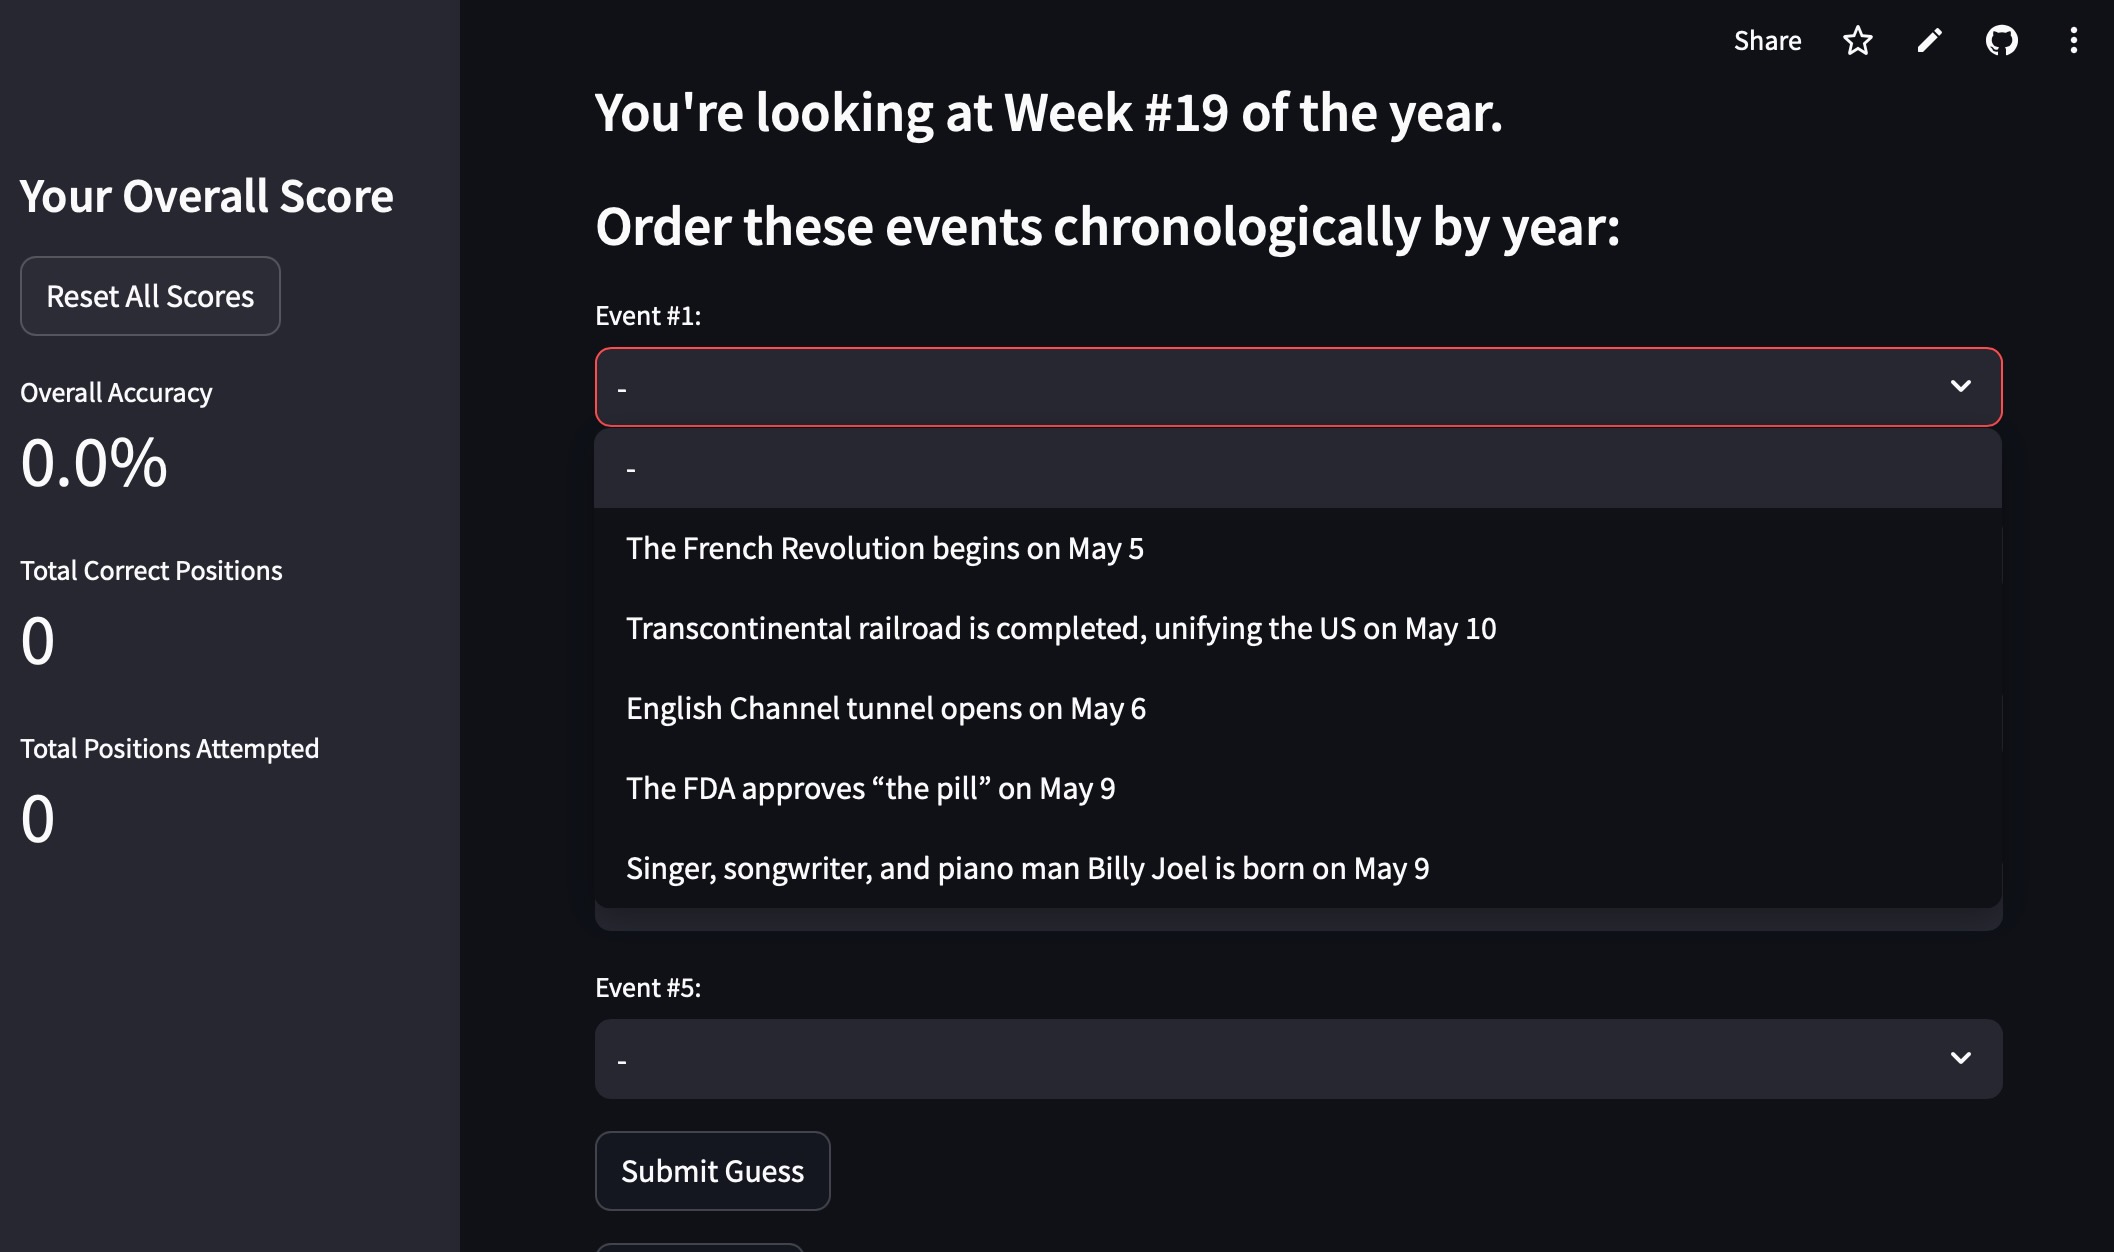 Share
Your Overall Score
Reset All Scores
Overall Accuracy
0.0%
Total Correct Positions
0
Total Positions Attempted
0
You're looking at Week #19 of the year.
Order these events chronologically by year:
Event #1:
-
-
The French Revolution begins on May 5
Transcontinental railroad is completed, unifying the US on May 10
English Channel tunnel opens on May 6
The FDA approves “the pill” on May 9
Singer, songwriter, and piano man Billy Joel is born on May 9
Event #5:
-
Submit Guess